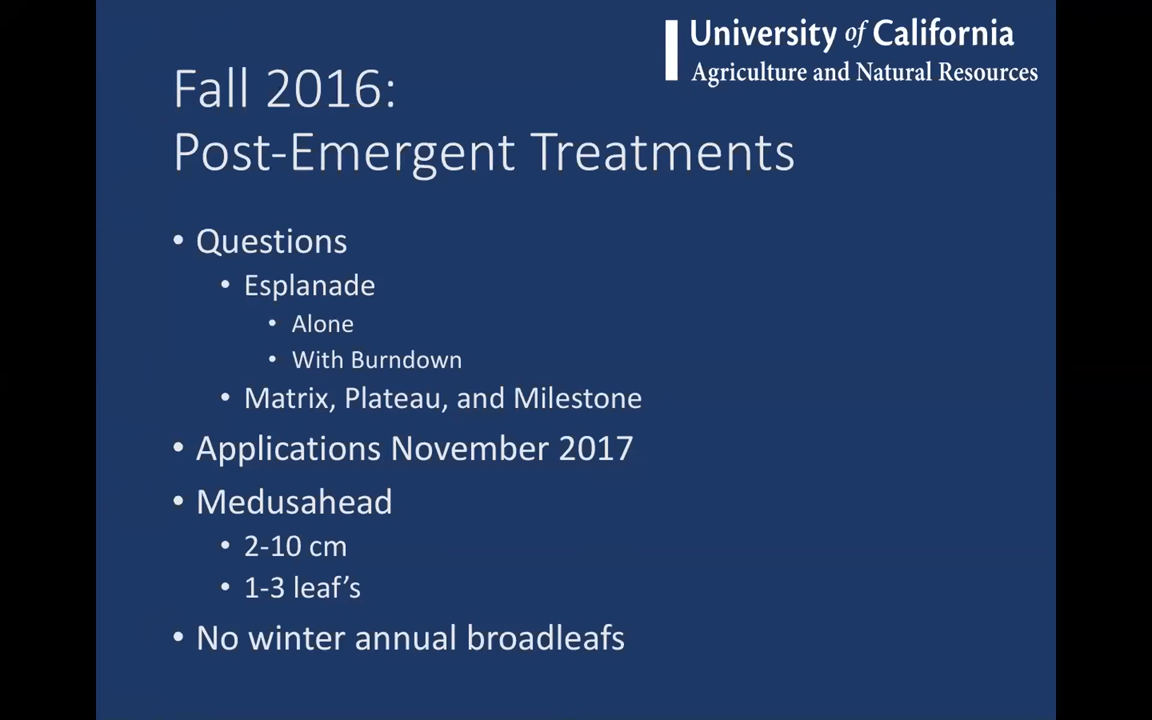 University of California
Agriculture and Natural Resources
Fall 2016:
Post-Emergent Treatments
• Questions
• Esplanade
• Alone
• With Burndown
• Matrix, Plateau, and Milestone
• Applications November 2017
• Medusahead
• 2-10 cm
• 1-3 leaf’s
• No winter annual broadleafs